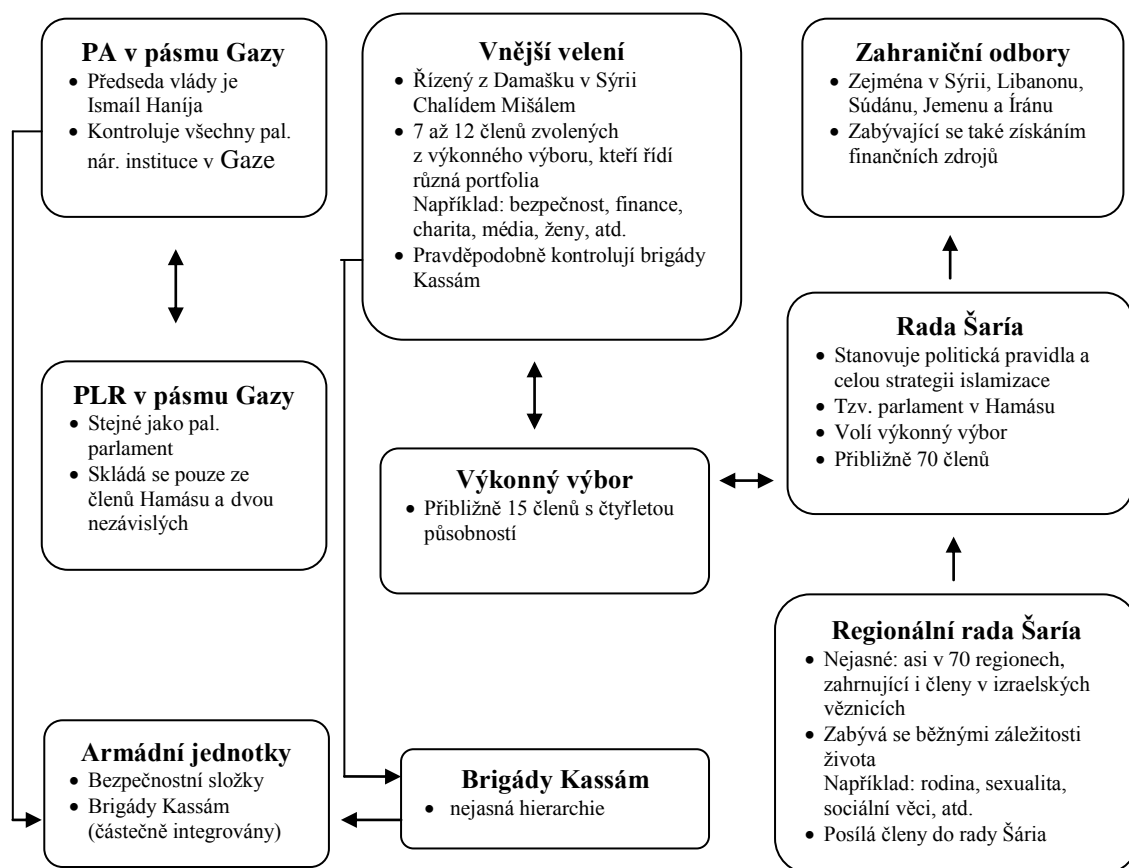 PA v pásmu Gazy
• Předseda vlády je
Ismaíl Haníja
• Kontroluje všechny pal.
nár. instituce v Gaze
Vnější velení
• Řízený z Damašku v Sýrii
Chalídem Mišálem
• 7 až 12 členů zvolených
z výkonného výboru, kteří řídí
různá portfolia
Například: bezpečnost, finance,
charita, média, ženy, atd.
• Pravděpodobně kontrolují brigády
Kassám
Zahraniční odbory
• Zejména v Sýrii, Libanonu,
Súdánu, Jemenu a Íránu
• Zabývající se také získáním
finančních zdrojů
PLR v pásmu Gazy
• Stejné jako pal.
parlament
• Skládá se pouze ze
členů Hamásu a dvou
nezávislých
Výkonný výbor
• Přibližně 15 členů s čtyřletou
působností
Rada Šaría
• Stanovuje politická pravidla a
celou strategii islamizace
• Tzv. parlament v Hamásu
• Volí výkonný výbor
• Přibližně 70 členů
Armádní jednotky
• Bezpečnostní složky
• Brigády Kassám
(částečně integrovány)
Brigády Kassám
• nejasná hierarchie
Regionální rada Šaría
• Nejasné: asi v 70 regionech,
zahrnující i členy v izraelských
věznicích
• Zabývá se běžnými záležitosti
života
Například: rodina, sexualita,
sociální věci, atd.
• Posílá členy do rady Šária